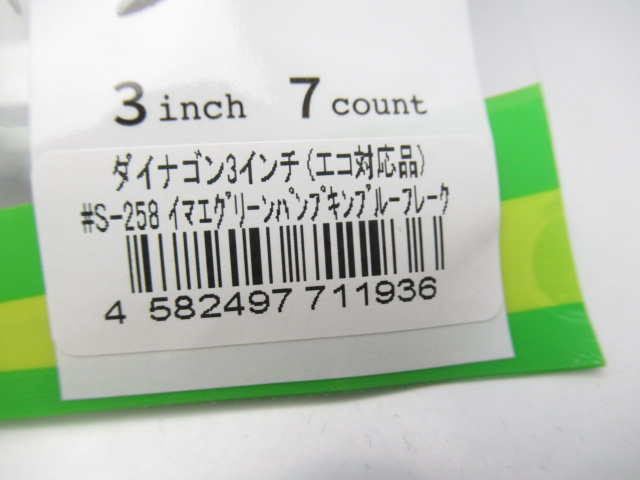 3 inch 7 count
ダイナゴン3インチ(エコ対応品)
#S-258 イマエグリーンパンプキンブルーフレーク
4 582497 711936